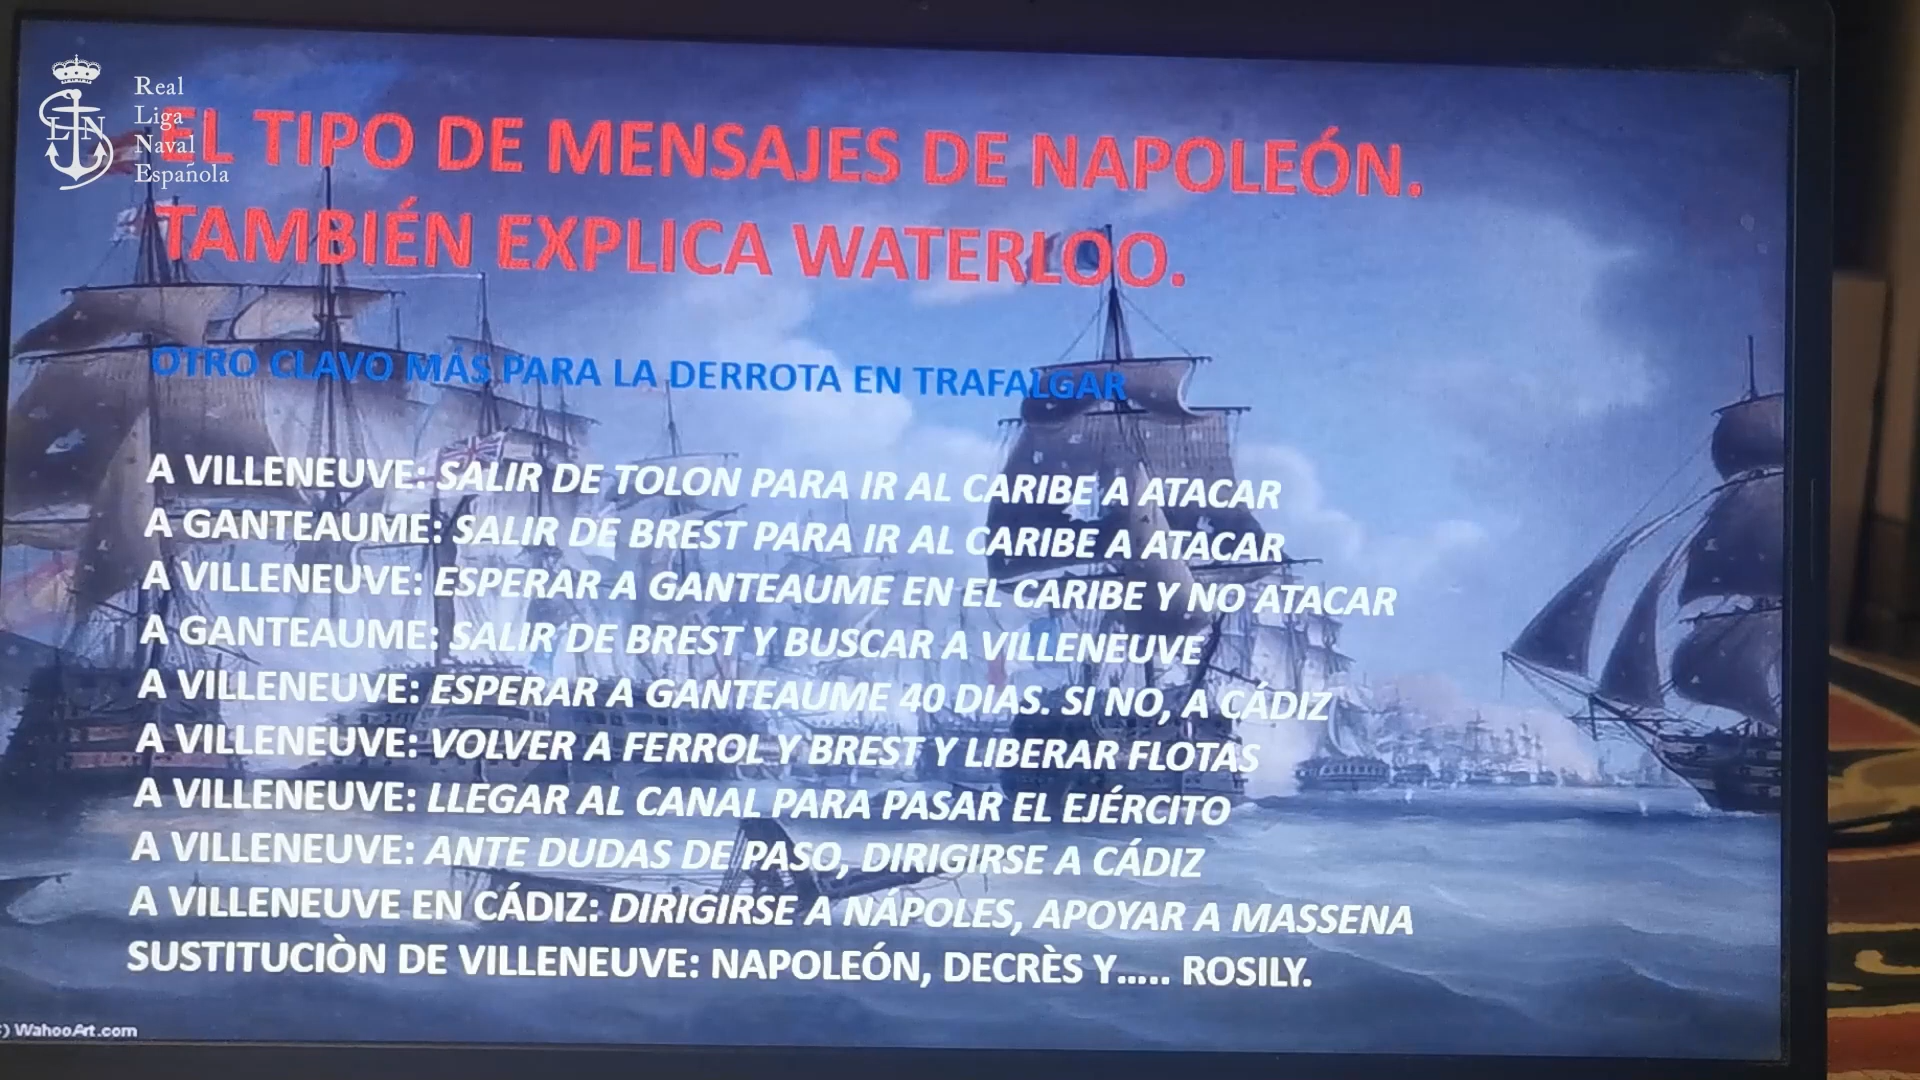 Real
Liga
Naval
Española
LN
EL TIPO DE MENSAJES DE NAPOLEÓN.
TAMBIÉN EXPLICA WATERLOO.
OTRO CLAVO MÁS PARA LA DERROTA EN TRAFALGAR
A VILLENEUVE: SALIR DE TOLON PARA IR AL CARIBE A ATACAR
A GANTEAUME: SALIR DE BREST PARA IR AL CARIBE A ATACAR
A VILLENEUVE: ESPERAR A GANTEAUME EN EL CARIBE Y NO ATACAR
A GANTEAUME: SALIR DE BREST Y BUSCAR A VILLENEUVE
A VILLENEUVE: ESPERAR A GANTEAUME 40 DIAS. SI NO, A CÁDIZ
A VILLENEUVE: VOLVER A FERROL Y BREST Y LIBERAR FLOTAS
A VILLENEUVE: LLEGAR AL CANAL PARA PASAR EL EJÉRCITO
A VILLENEUVE: ANTE DUDAS DE PASO, DIRIGIRSE A CÁDIZ
A VILLENEUVE EN CÁDIZ: DIRIGIRSE A NÁPOLES, APOYAR A MASSENA
SUSTITUCIÒN DE VILLENEUVE: NAPOLEÓN, DECRÈS Y..... ROSILY.
) WahooArt.com